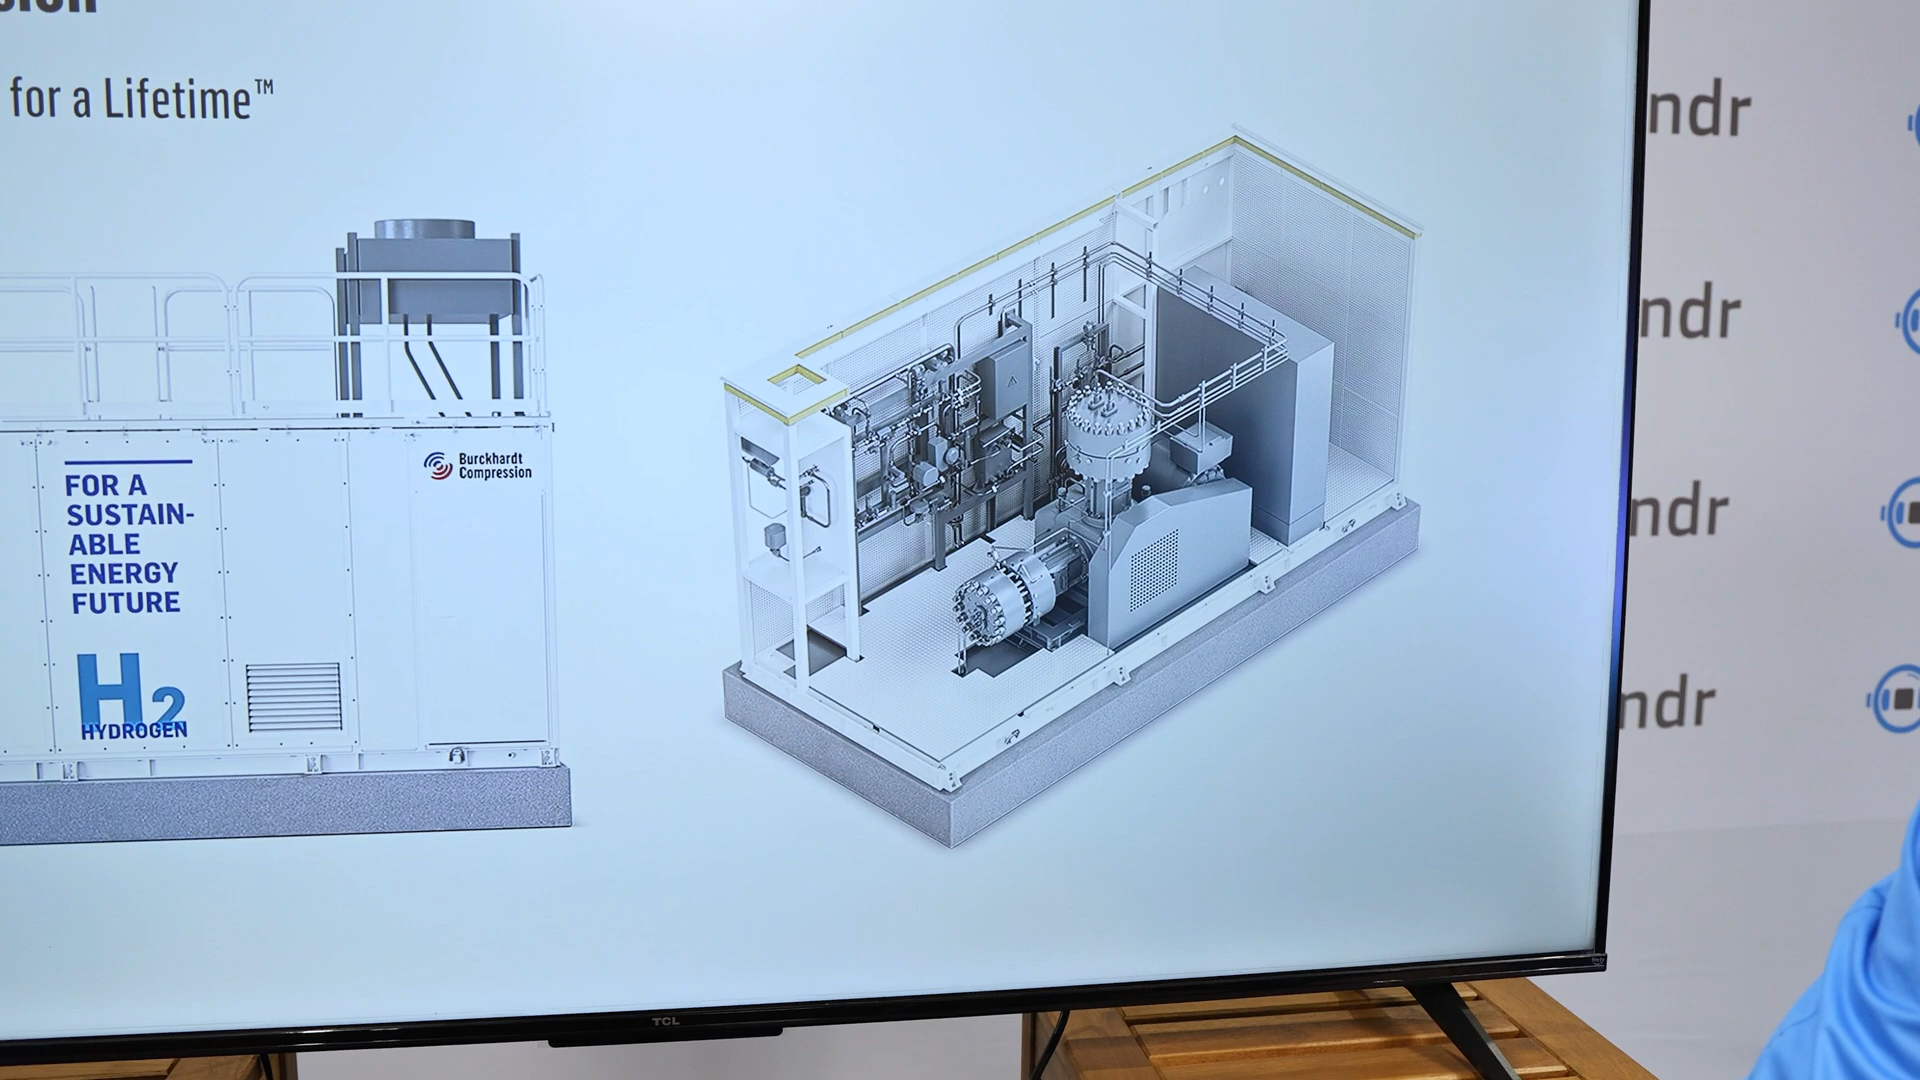 for a Lifetime™
Burckhardt
Compression
FOR A
SUSTAIN-
ABLE
ENERGY
FUTURE
H2
HYDROGEN
TCL
ndr
ndr
ndr
ndr